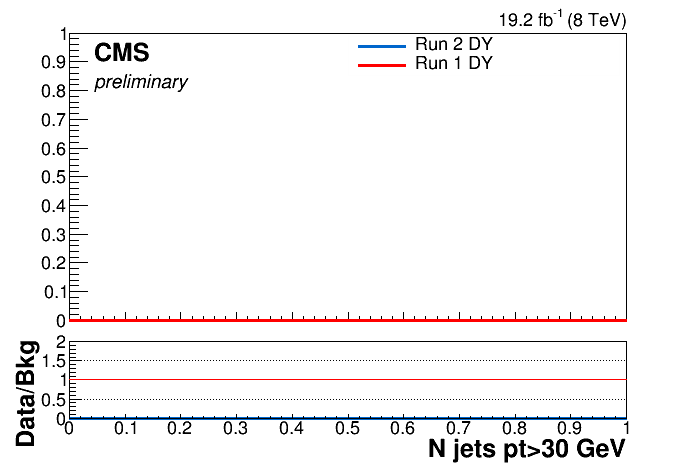 19.2 fb⁻¹ (8 TeV)
CMS
preliminary
Run 2 DY
Run 1 DY
1
0.9
0.8
0.7
0.6
0.5
0.4
0.3
0.2
0.1
0
Data/Bkg
2
1.5
1
0.5
0
0 0.1 0.2 0.3 0.4 0.5 0.6 0.7 0.8 0.9 1
N jets pt>30 GeV